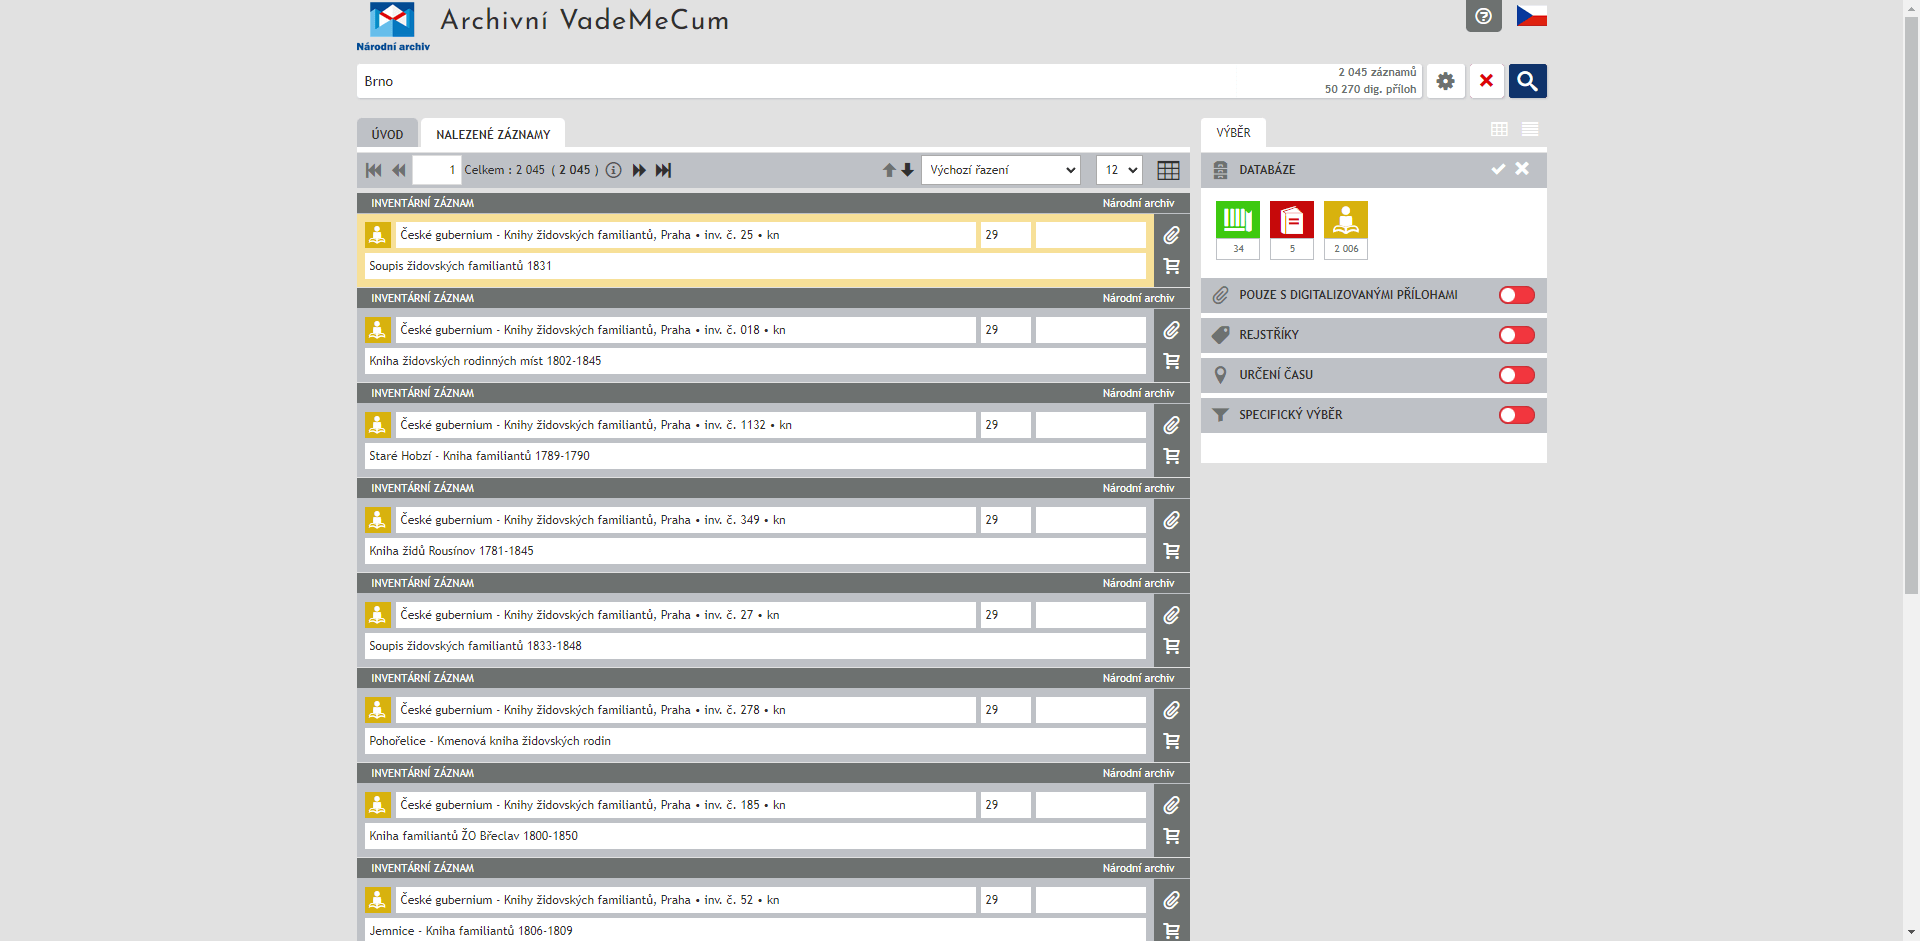 Národní archiv
Archivní VadeMeCum
Brno
2 045 záznamů
50 270 dig. příloh
ÚVOD
NALEZENÉ ZÁZNAMY
1
Celkem : 2 045 ( 2 045 )
Výchozí řazení
12
INVENTÁRNÍ ZÁZNAM Národní archiv
České gubernium - Knihy židovských familiantů, Praha • inv. č. 25 • kn 29
Soupis židovských familiantů 1831
INVENTÁRNÍ ZÁZNAM Národní archiv
České gubernium - Knihy židovských familiantů, Praha • inv. č. 018 • kn 29
Kniha židovských rodinných míst 1802-1845
INVENTÁRNÍ ZÁZNAM Národní archiv
České gubernium - Knihy židovských familiantů, Praha • inv. č. 1132 • kn 29
Staré Hobzí - Kniha familiantů 1789-1790
INVENTÁRNÍ ZÁZNAM Národní archiv
České gubernium - Knihy židovských familiantů, Praha • inv. č. 349 • kn 29
Kniha židů Rousínov 1781-1845
INVENTÁRNÍ ZÁZNAM Národní archiv
České gubernium - Knihy židovských familiantů, Praha • inv. č. 27 • kn 29
Soupis židovských familiantů 1833-1848
INVENTÁRNÍ ZÁZNAM Národní archiv
České gubernium - Knihy židovských familiantů, Praha • inv. č. 278 • kn 29
Pohořelice - Kmenová kniha židovských rodin
INVENTÁRNÍ ZÁZNAM Národní archiv
České gubernium - Knihy židovských familiantů, Praha • inv. č. 185 • kn 29
Kniha familiantů ŽO Břeclav 1800-1850
INVENTÁRNÍ ZÁZNAM Národní archiv
České gubernium - Knihy židovských familiantů, Praha • inv. č. 52 • kn 29
Jemnice - Kniha familiantů 1806-1809
VÝBĚR
DATABÁZE
34 5 2 006
POUZE S DIGITALIZOVANÝMI PŘÍLOHAMI
REJSTŘÍKY
URČENÍ ČASU
SPECIFICKÝ VÝBĚR